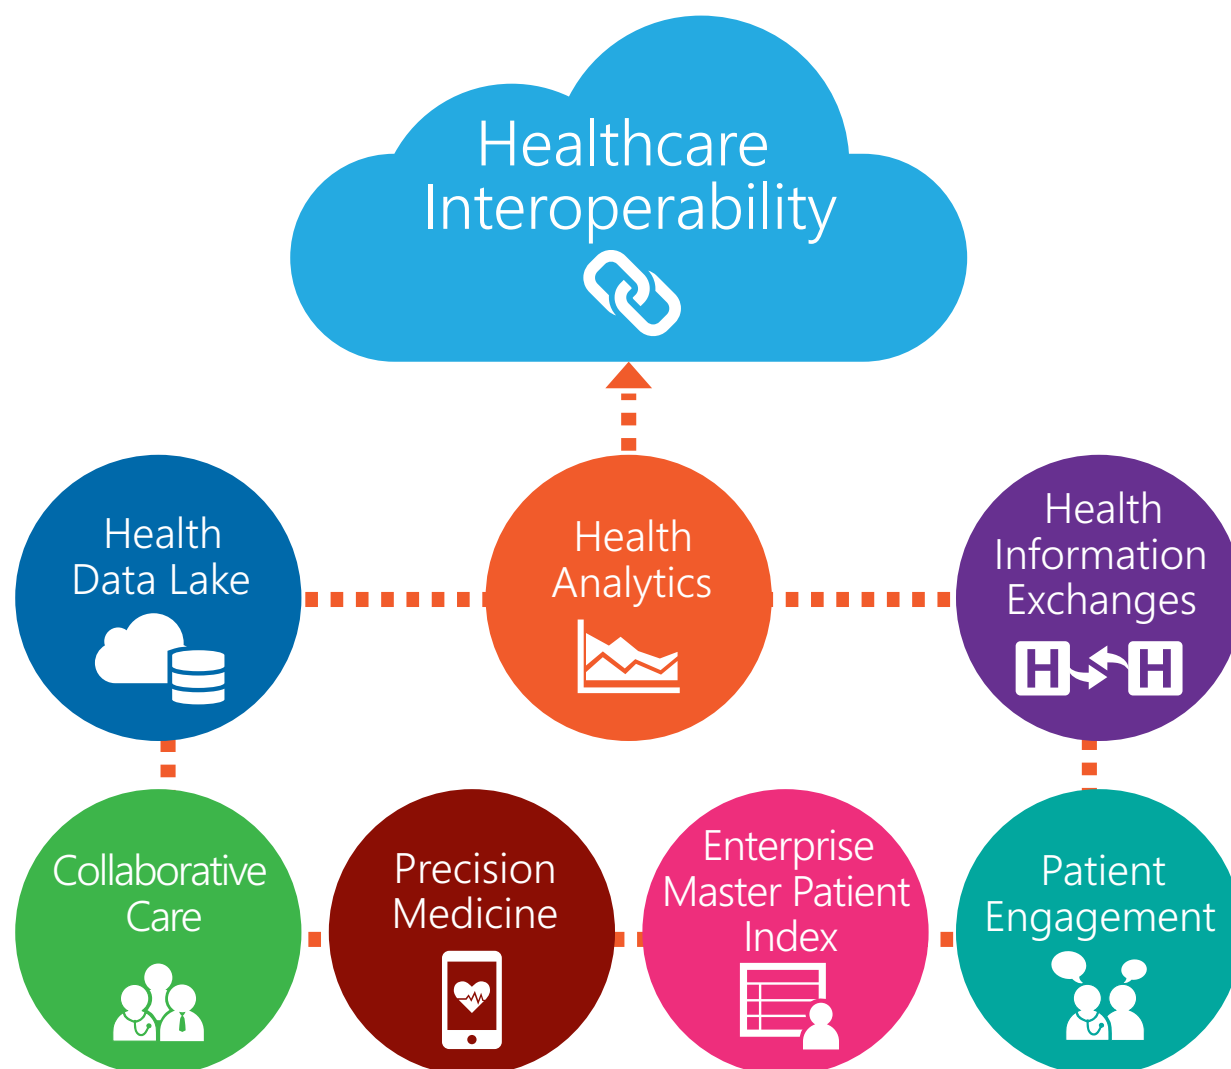 Healthcare
Interoperability
Health
Data Lake
Health
Analytics
Health
Information
Exchanges
H
H
Collaborative
Care
Precision
Medicine
Enterprise
Master Patient
Index
Patient
Engagement